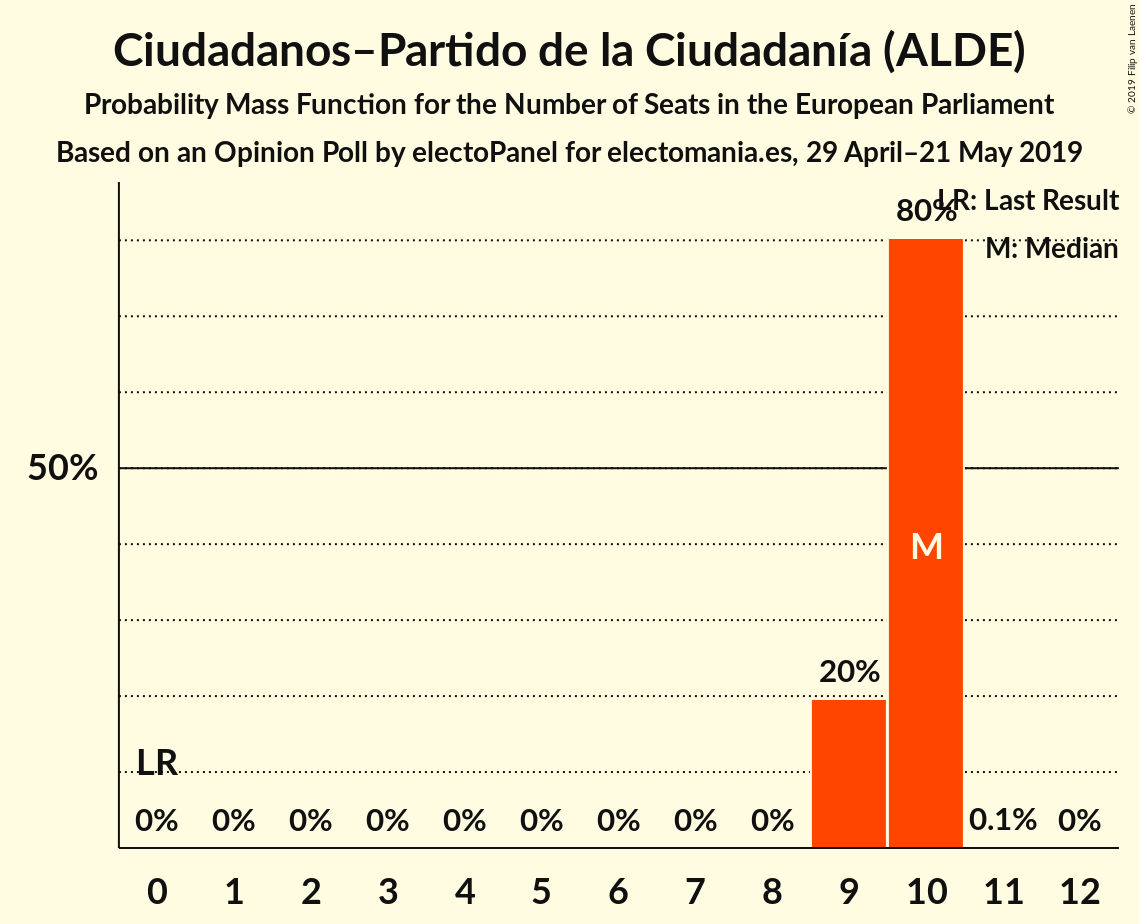 Ciudadanos–Partido de la Ciudadanía (ALDE)
Probability Mass Function for the Number of Seats in the European Parliament
Based on an Opinion Poll by electoPanel for electomania.es, 29 April–21 May 2019
© 2019 Filip van Laenen
LR: Last Result
M: Median
80%
50%
M
20%
LR
0% 0% 0% 0% 0% 0% 0% 0% 0% 0.1% 0%
0 1 2 3 4 5 6 7 8 9 10 11 12